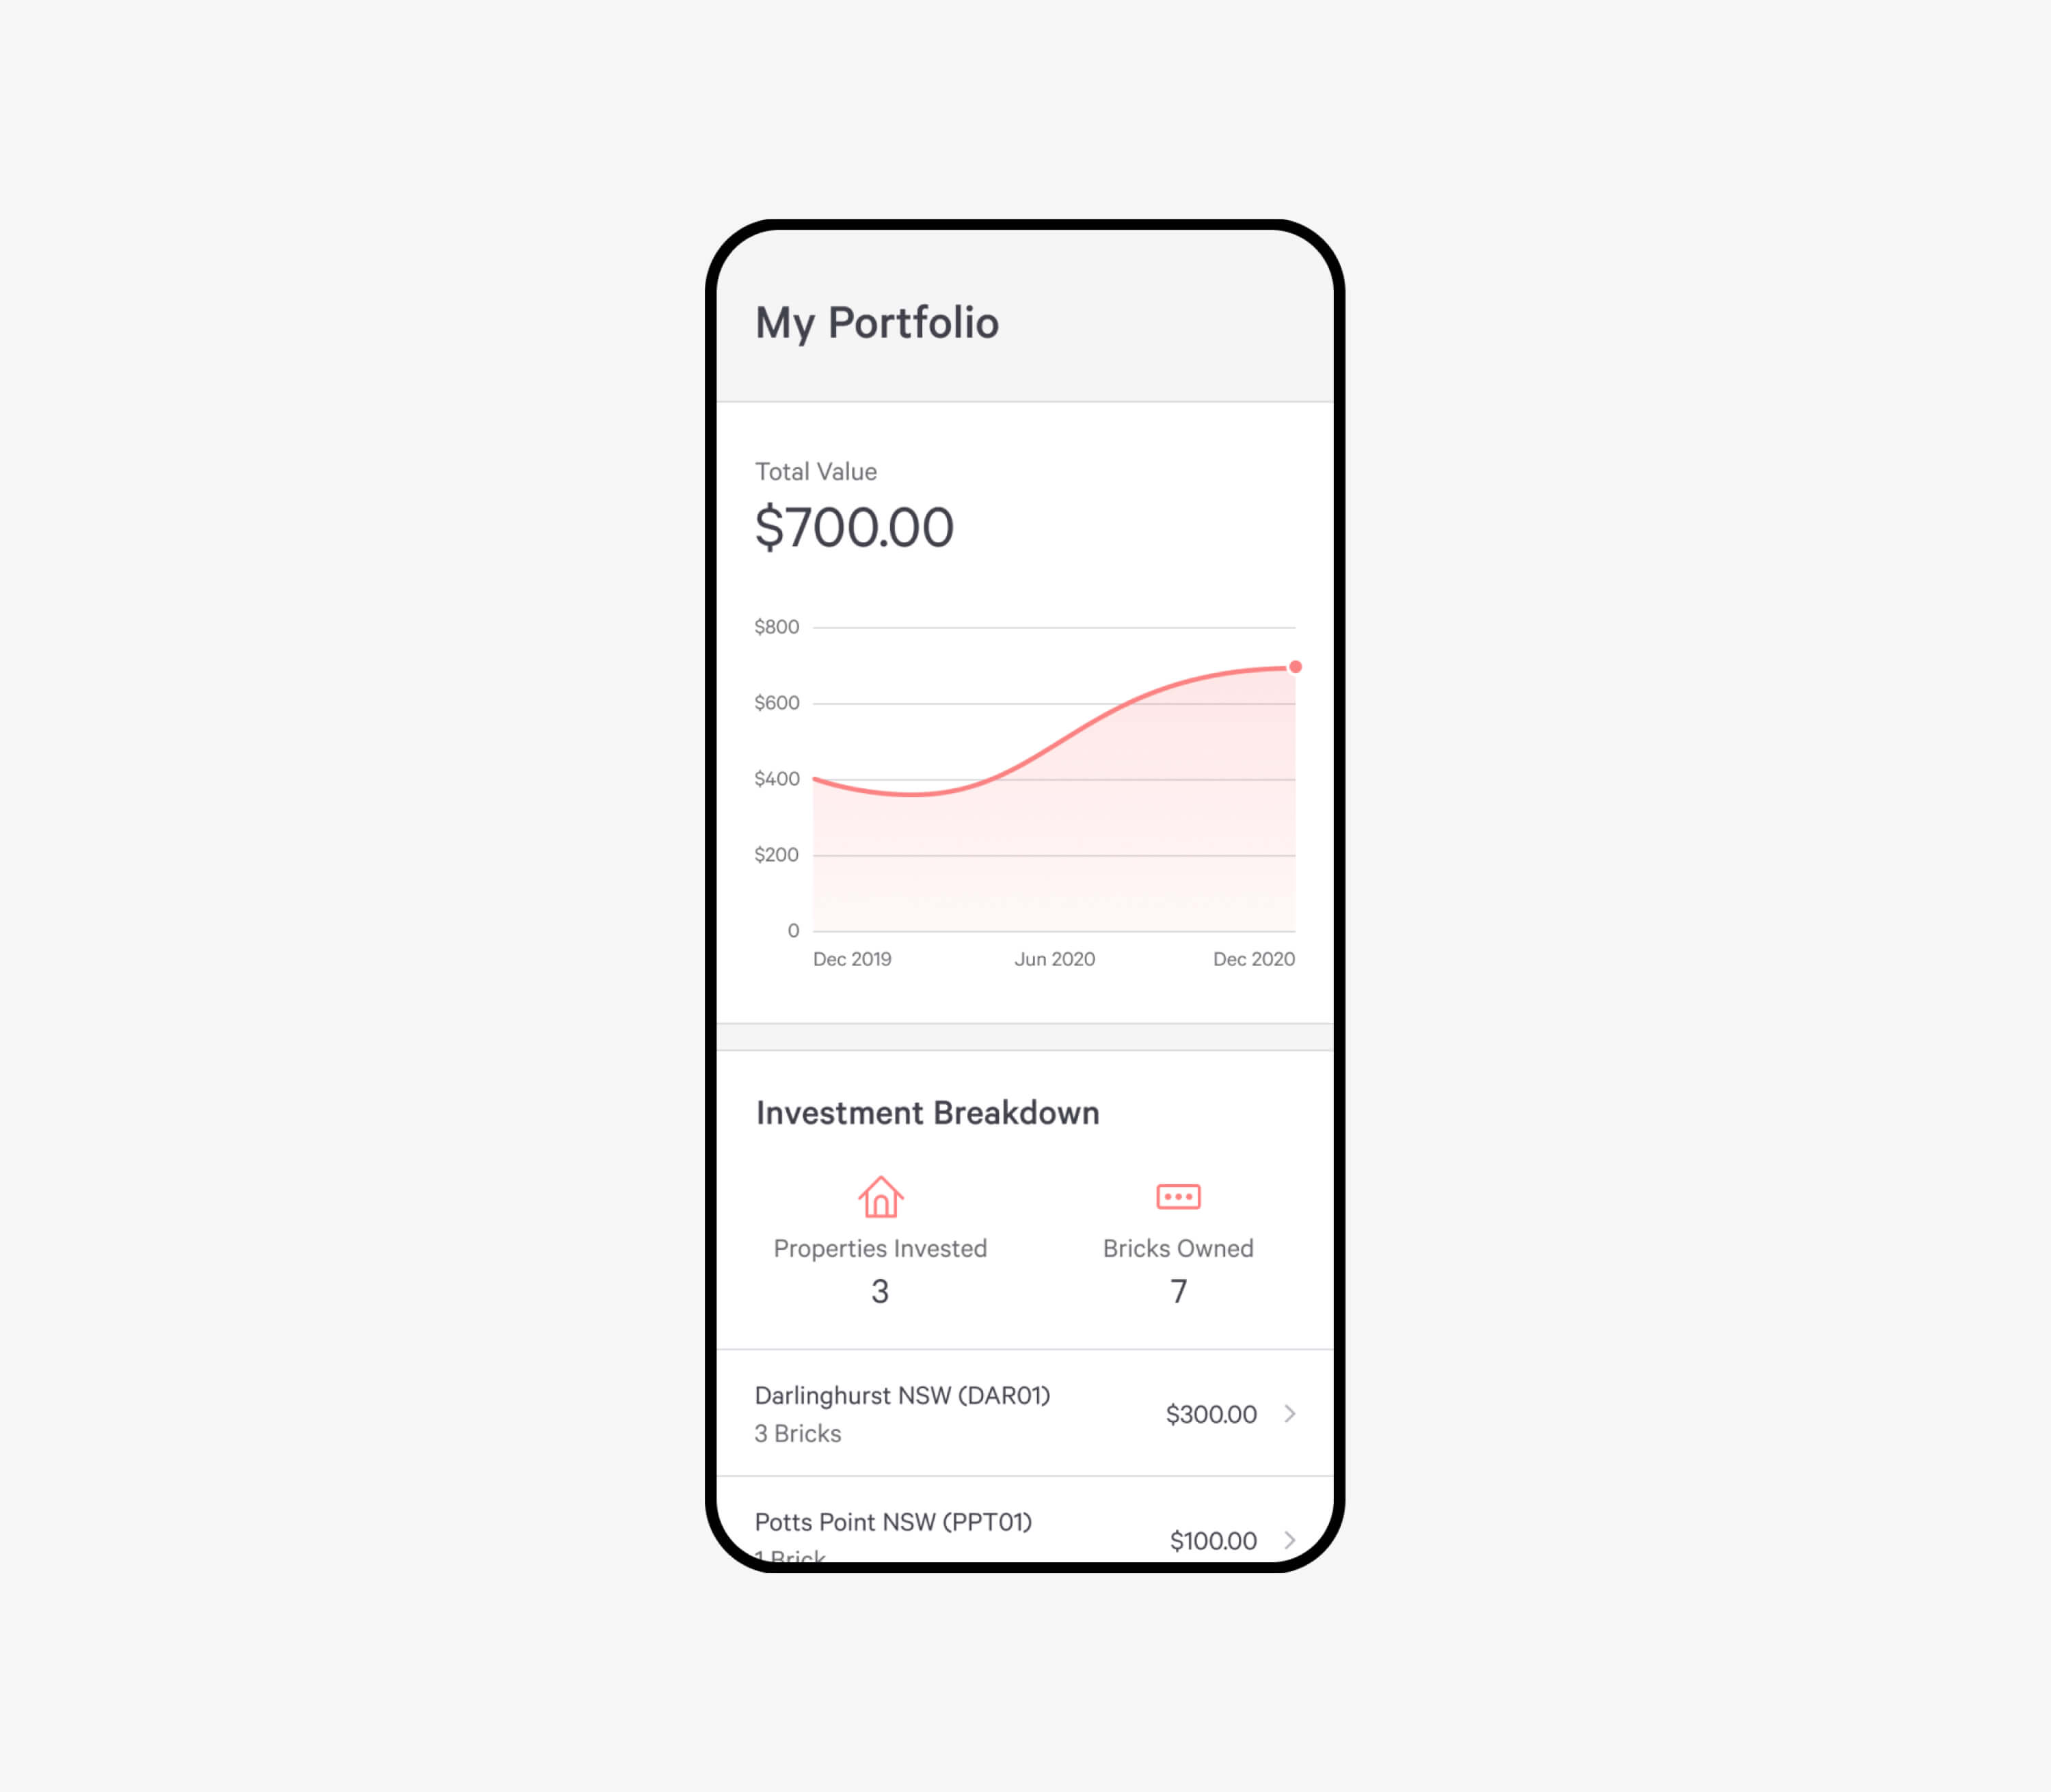 My Portfolio
Total Value
$700.00
$800
$600
$400
$200
0
Dec 2019 Jun 2020 Dec 2020
Investment Breakdown
Properties Invested
3
Bricks Owned
7
Darlinghurst NSW (DAR01)
3 Bricks
$300.00
Potts Point NSW (PPT01)
1 Brick
$100.00